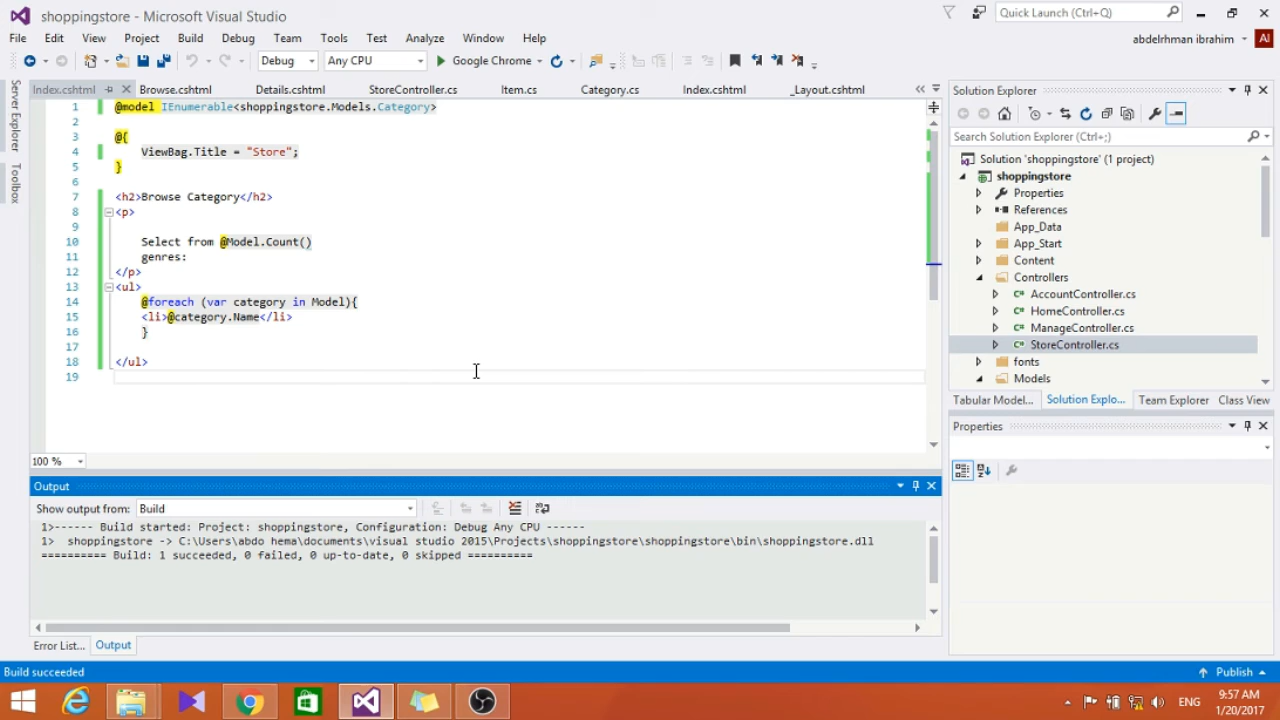 shoppingstore - Microsoft Visual Studio
Quick Launch (Ctrl+Q)
File Edit View Project Build Debug Team Tools Test Analyze Window Help
abdelrhman ibrahim AI
Debug Any CPU Google Chrome
Server Explorer
Toolbox
Index.cshtml Browse.cshtml Details.cshtml StoreController.cs Item.cs Category.cs Index.cshtml _Layout.cshtml
1 @model IEnumerable<shoppingstore.Models.Category>
2
3 @{
4 ViewBag.Title = "Store";
5 }
6
7 <h2>Browse Category</h2>
8 <p>
9
10 Select from @Model.Count()
11 genres:
12 </p>
13 <ul>
14 @foreach (var category in Model){
15 <li>@category.Name</li>
16 }
17
18 </ul>
19
100 %
Output
Show output from: Build
1>------ Build started: Project: shoppingstore, Configuration: Debug Any CPU ------
1> shoppingstore -> C:\Users\abdo hema\documents\visual studio 2015\Projects\shoppingstore\shoppingstore\bin\shoppingstore.dll
========== Build: 1 succeeded, 0 failed, 0 up-to-date, 0 skipped ==========
Error List... Output
Solution Explorer
Search Solution Explorer (Ctrl+;)
Solution 'shoppingstore' (1 project)
shoppingstore
Properties
References
App_Data
App_Start
Content
Controllers
C# AccountController.cs
C# HomeController.cs
C# ManageController.cs
C# StoreController.cs
fonts
Models
Tabular Model... Solution Explo... Team Explorer Class View
Properties
Build succeeded
Publish
ENG
9:57 AM
1/20/2017